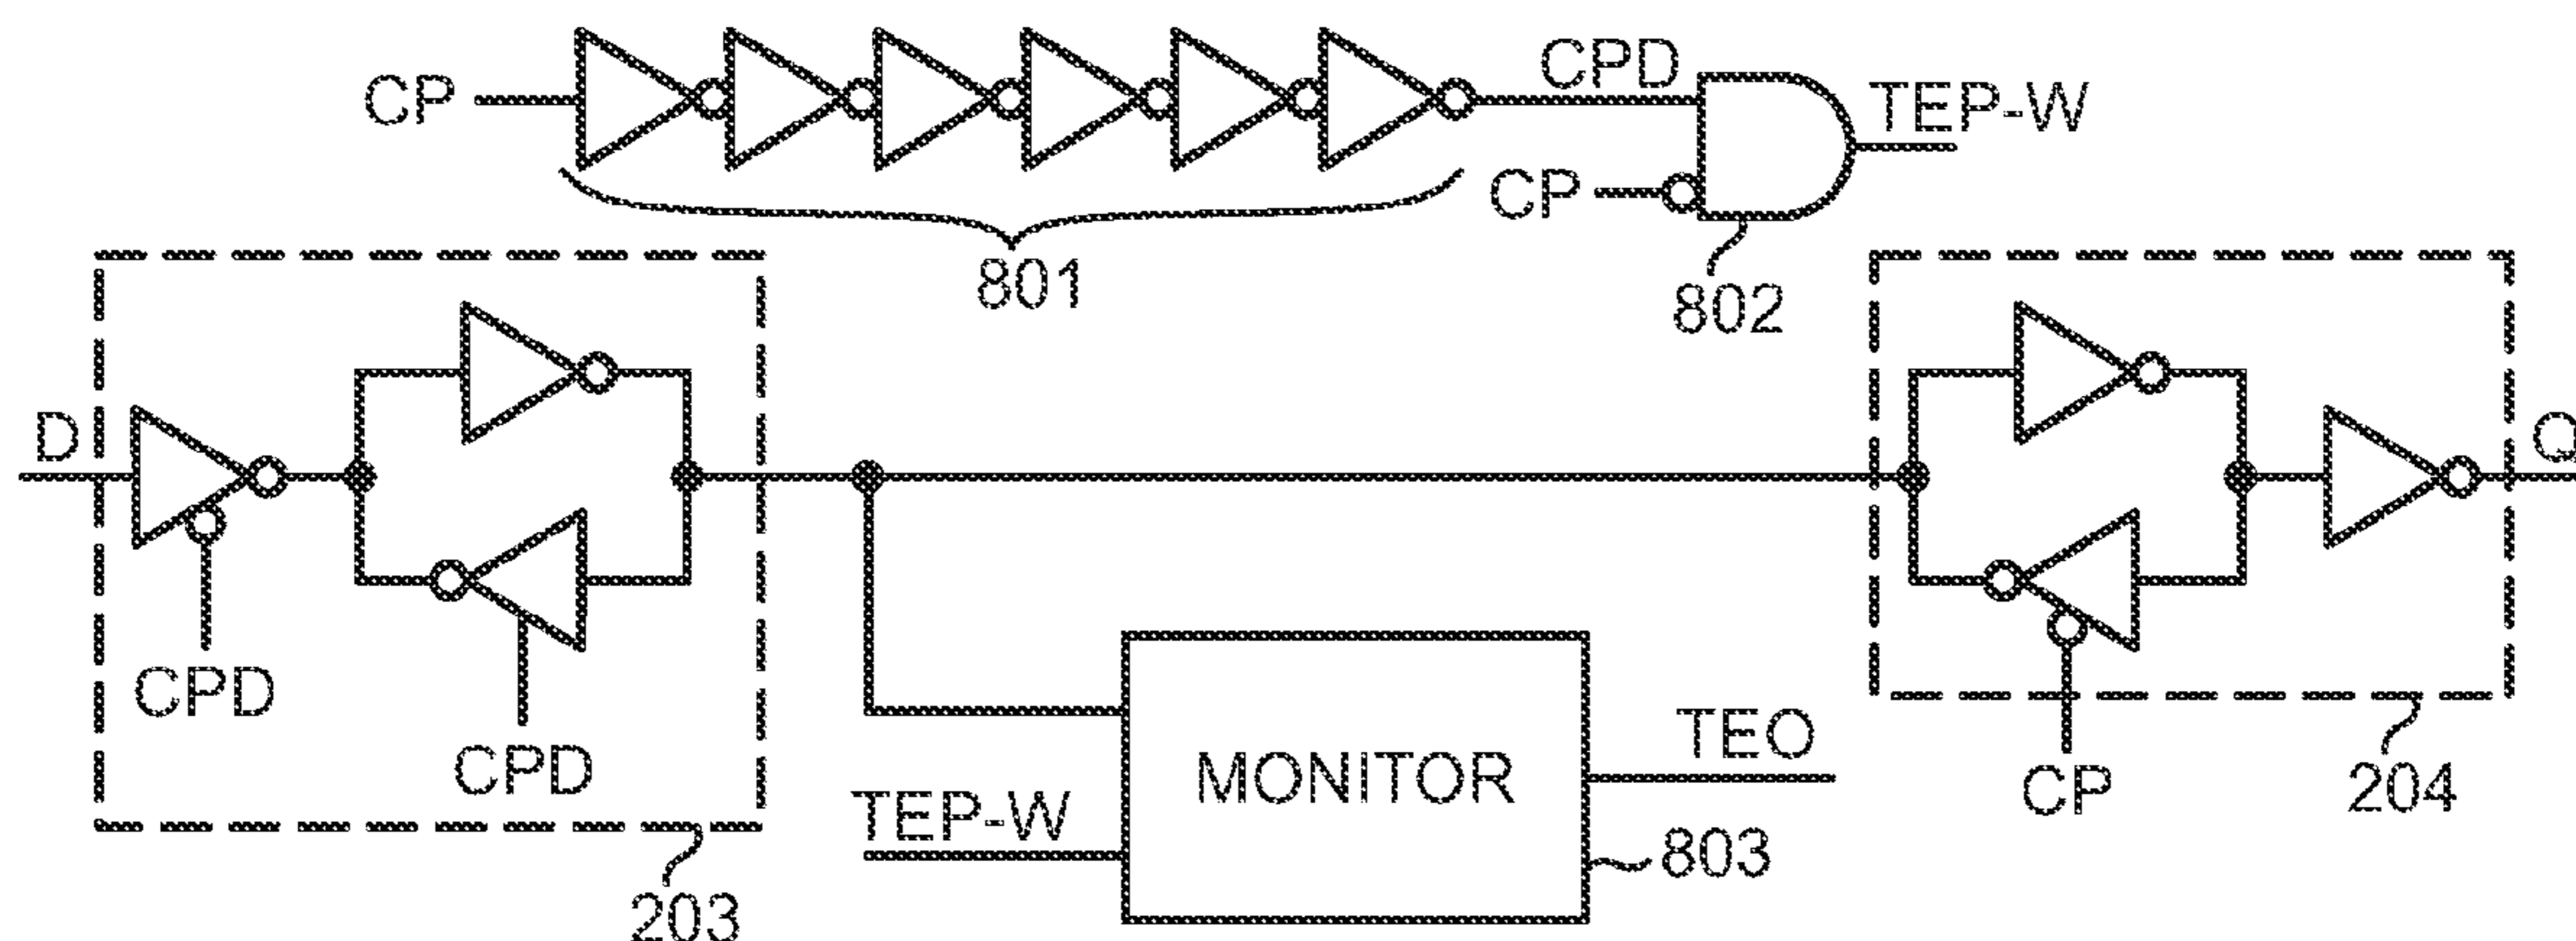 CP
CPD
TEP-W
CP
801
802
D
CPD
CPD
203
MONITOR
TEP-W
TEO
803
Q
CP
204